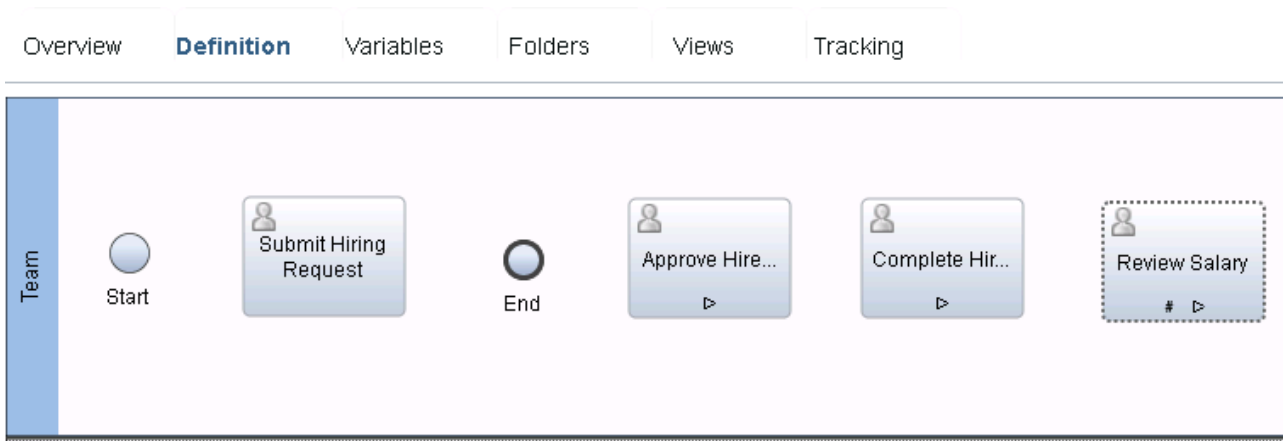 Overview Definition Variables Folders Views Tracking
Team
Start
Submit Hiring
Request
End
Approve Hire...
Complete Hir...
Review Salary
#